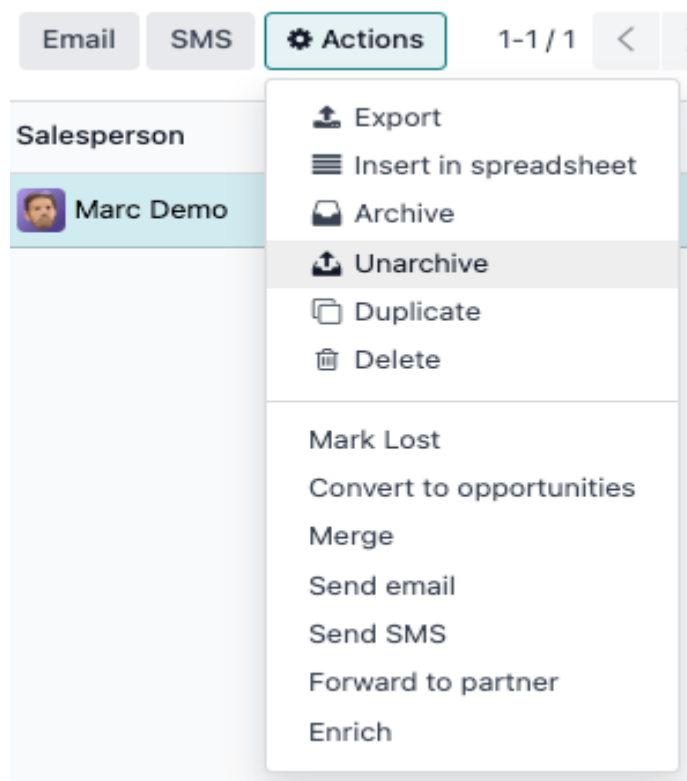 Email SMS Actions 1-1 / 1
Salesperson
Marc Demo
Export
Insert in spreadsheet
Archive
Unarchive
Duplicate
Delete
Mark Lost
Convert to opportunities
Merge
Send email
Send SMS
Forward to partner
Enrich